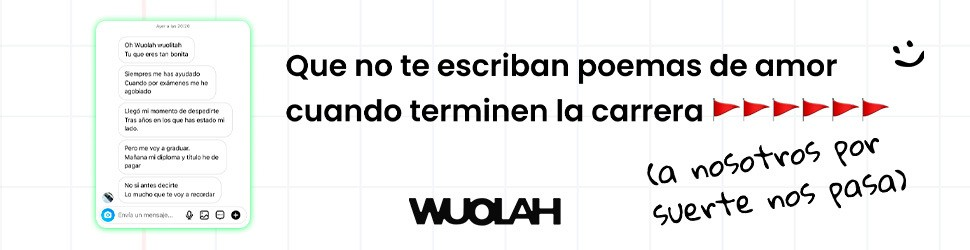 Ayer a las 20:20
Oh Wuolah wuolitah
Tu que eres tan bonita
Siempres me has ayudado
Cuando por exámenes me he
agobiado
Llegó mi momento de despedirte
Tras años en los que has estado mi
lado.
Pero me voy a graduar.
Mañana mi diploma y título he de
pagar
No si antes decirte
Lo mucho que te voy a recordar
Envía un mensaje...
Que no te escriban poemas de amor
cuando terminen la carrera
(a nosotros por
suerte nos pasa)
WUOLAH